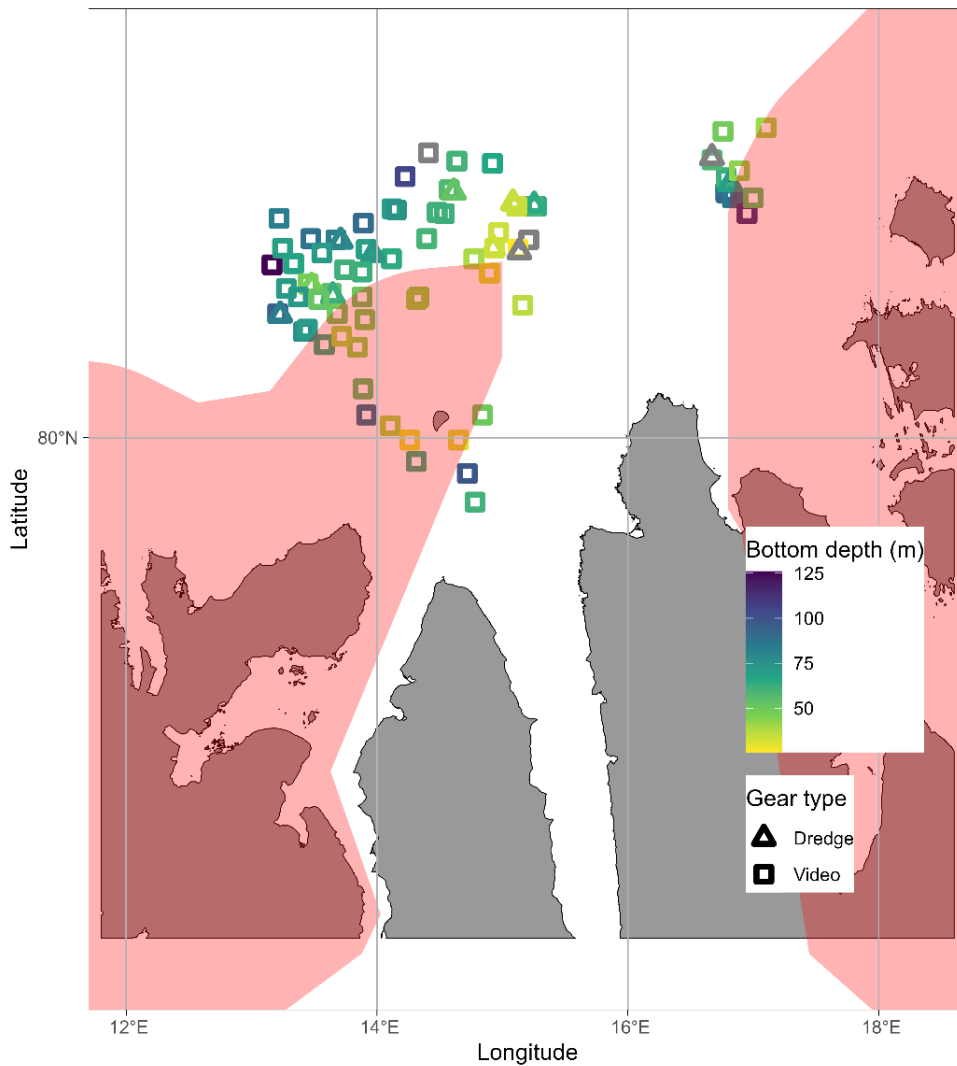 Latitude
80°N
Bottom depth (m)
125
100
75
50
Gear type
Dredge
Video
12°E
14°E
16°E
18°E
Longitude